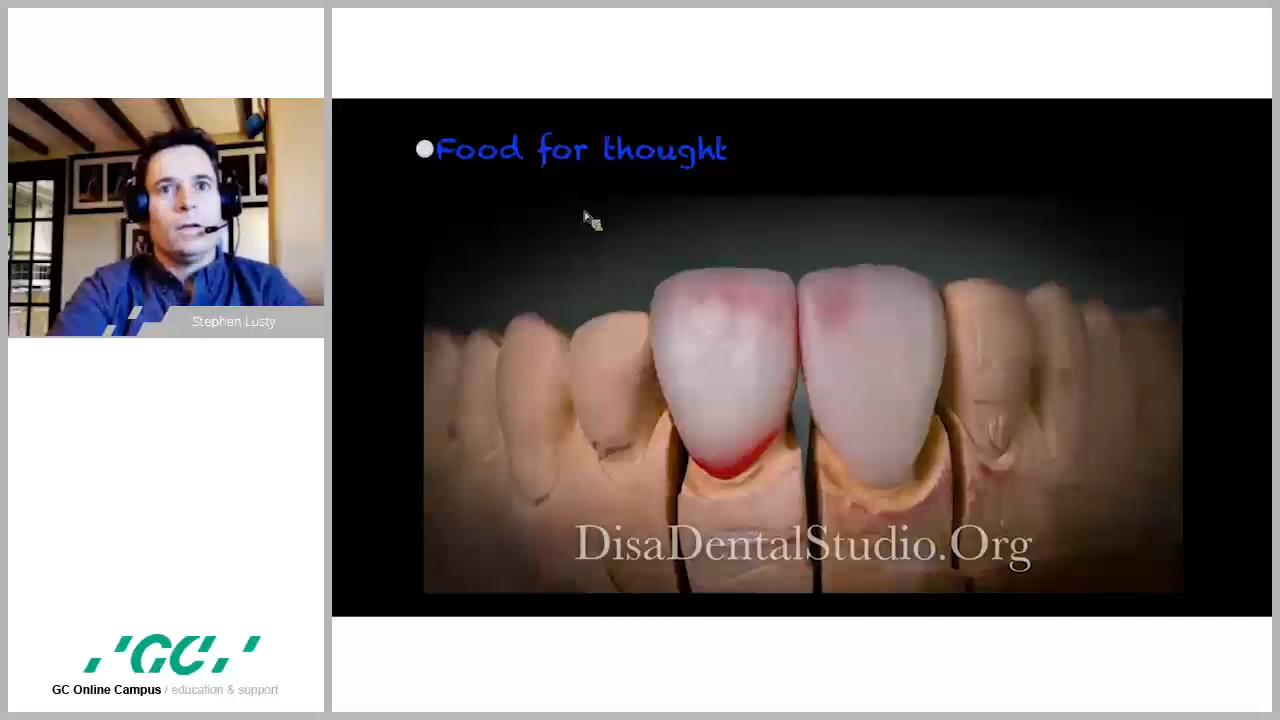 Stephen Lusty
GC
GC Online Campus / education & support
Food for thought
DisaDentalStudio.Org